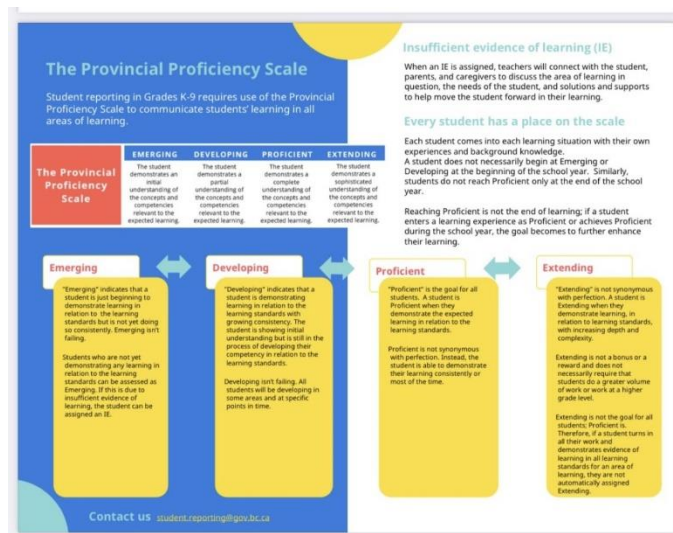 The Provincial Proficiency Scale
Student reporting in Grades K-9 requires use of the Provincial
Proficiency Scale to communicate students' learning in all
areas of learning.
The Provincial
Proficiency
Scale
EMERGING
The student
demonstrates an
initial
understanding of
the concepts and
competencies
relevant to the
expected learning.
DEVELOPING
The student
demonstrates a
partial
understanding of
the concepts and
competencies
relevant to the
expected learning.
PROFICIENT
The student
demonstrates a
complete
understanding of
the concepts and
competencies
relevant to the
expected learning.
EXTENDING
The student
demonstrates a
sophisticated
understanding of
the concepts and
competencies
relevant to the
expected learning.
Insufficient evidence of learning (IE)
When an IE is assigned, teachers will connect with the student,
parents, and caregivers to discuss the area of learning in
question, the needs of the student, and solutions and supports
to help move the student forward in their learning.
Every student has a place on the scale
Each student comes into each learning situation with their own
experiences and background knowledge.
A student does not necessarily begin at Emerging or
Developing at the beginning of the school year. Similarly,
students do not reach Proficient only at the end of the school
year.
Reaching Proficient is not the end of learning; if a student
enters a learning experience as Proficient or achieves Proficient
during the school year, the goal becomes to further enhance
their learning.
Emerging
"Emerging" indicates that a
student is just beginning to
demonstrate learning in
relation to the learning
standards but is not yet doing
so consistently. Emerging isn't
failing.
Students who are not yet
demonstrating any learning in
relation to the learning
standards can be assessed as
Emerging. If this is due to
insufficient evidence of
learning, the student can be
assigned an IE.
Developing
"Developing" indicates that a
student is demonstrating
learning in relation to the
learning standards with
growing consistency. The
student is showing initial
understanding but is still in the
process of developing their
competency in relation to the
learning standards.
Developing isn't failing. All
students will be developing in
some areas and at specific
points in time.
Proficient
"Proficient" is the goal for all
students. A student is
Proficient when they
demonstrate the expected
learning in relation to the
learning standards.
Proficient is not synonymous
with perfection. Instead, the
student is able to demonstrate
their learning consistently or
most of the time.
Extending
"Extending" is not synonymous
with perfection. A student is
Extending when they
demonstrate learning, in
relation to learning standards,
with increasing depth and
complexity.
Extending is not a bonus or a
reward and does not
necessarily require that
students do a greater volume
of work or work at a higher
grade level.
Extending is not the goal for all
students; Proficient is.
Therefore, if a student turns in
all their work and
demonstrates evidence of
learning in all learning
standards for an area of
learning, they are not
automatically assigned
Extending.
Contact us student.reporting@gov.bc.ca